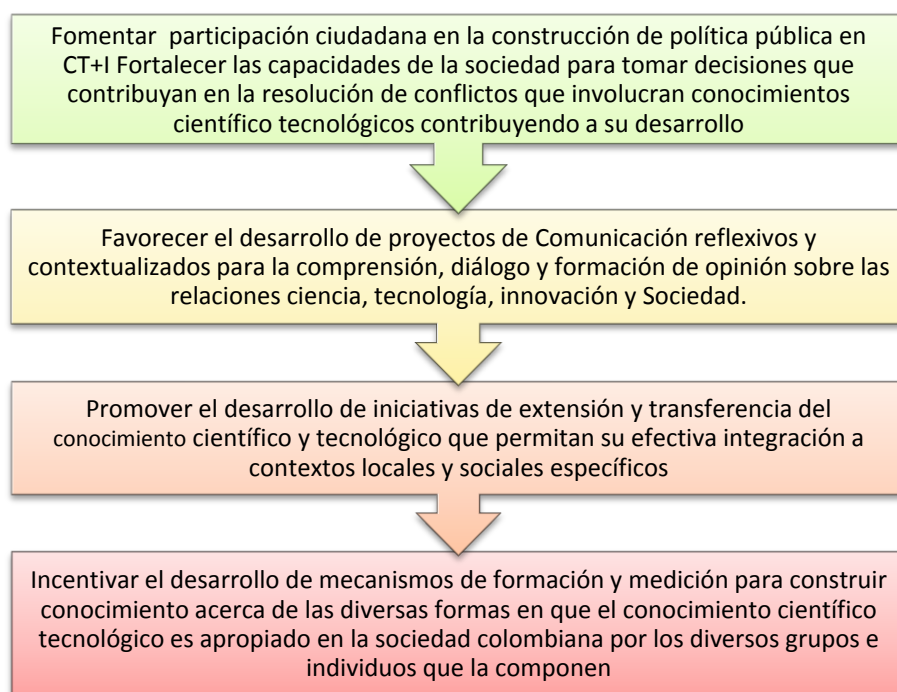 Fomentar participación ciudadana en la construcción de política pública en
CT+I Fortalecer las capacidades de la sociedad para tomar decisiones que
contribuyan en la resolución de conflictos que involucran conocimientos
científico tecnológicos contribuyendo a su desarrollo
Favorecer el desarrollo de proyectos de Comunicación reflexivos y
contextualizados para la comprensión, diálogo y formación de opinión sobre las
relaciones ciencia, tecnología, innovación y Sociedad.
Promover el desarrollo de iniciativas de extensión y transferencia del
conocimiento científico y tecnológico que permitan su efectiva integración a
contextos locales y sociales específicos
Incentivar el desarrollo de mecanismos de formación y medición para construir
conocimiento acerca de las diversas formas en que el conocimiento científico
tecnológico es apropiado en la sociedad colombiana por los diversos grupos e
individuos que la componen